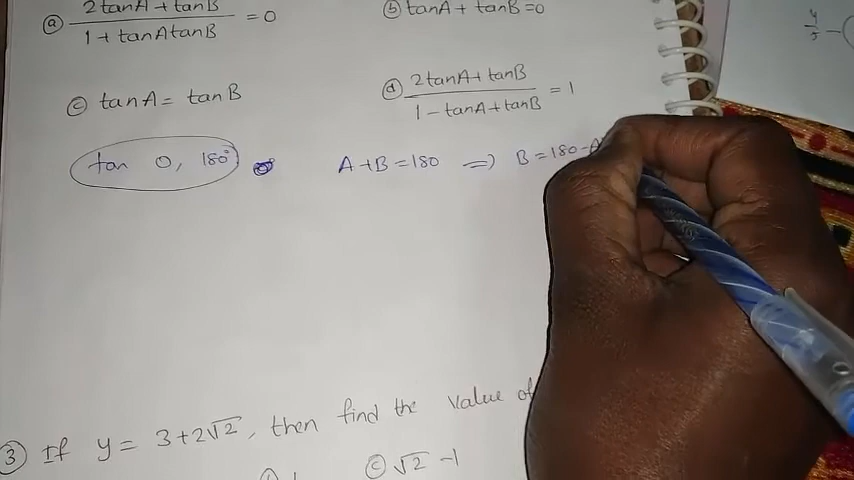 ⓐ (2tanA + tanB)/(1 + tanAtanB) = 0
ⓑ tanA + tanB = 0
ⓒ tanA = tanB
ⓓ (2tanA + tanB)/(1 - tanA + tanB) = 1
tan 0, 180°
A + B = 180 ⇒ B = 180 - A
③ If y = 3 + 2√2, then find the value of
ⓒ √2 - 1